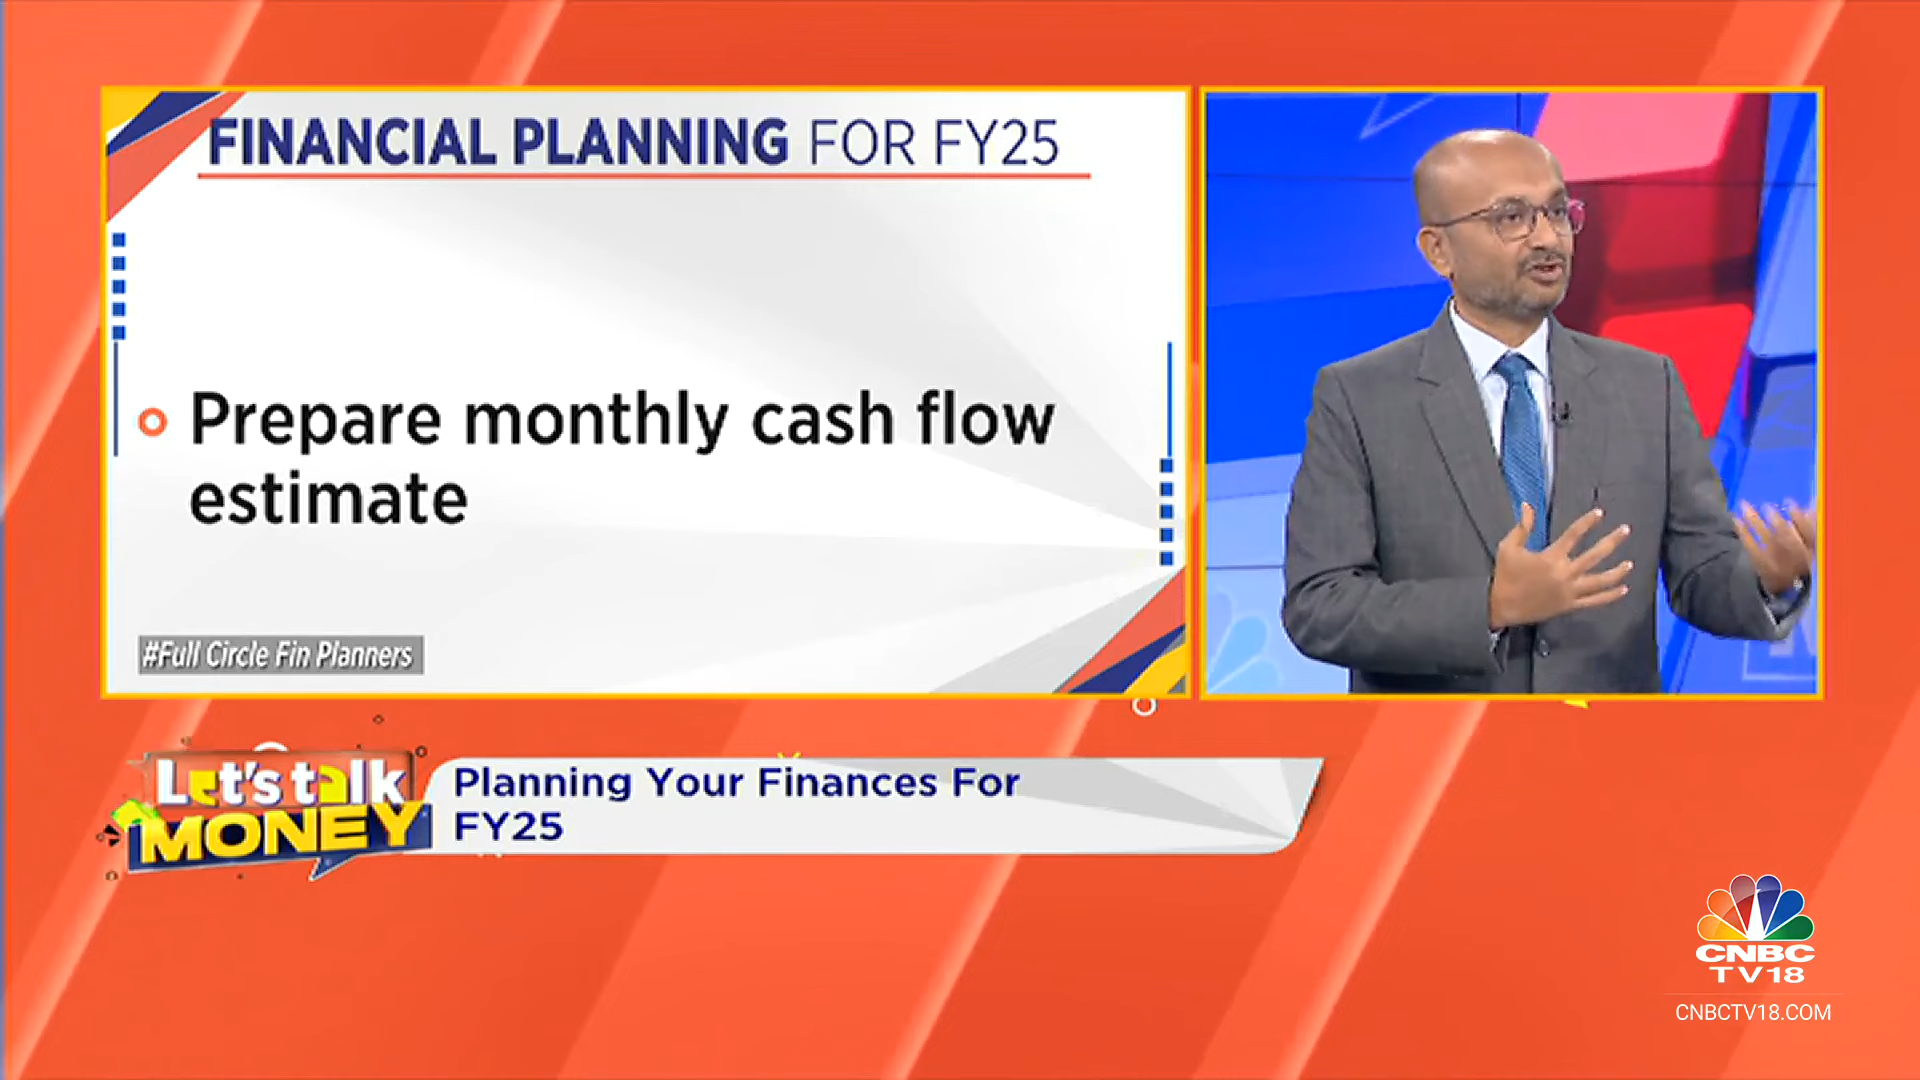 FINANCIAL PLANNING FOR FY25
Prepare monthly cash flow
estimate
#Full Circle Fin Planners
Let's talk
MONEY
Planning Your Finances For
FY25
CNBC
TV18
CNBCTV18.COM